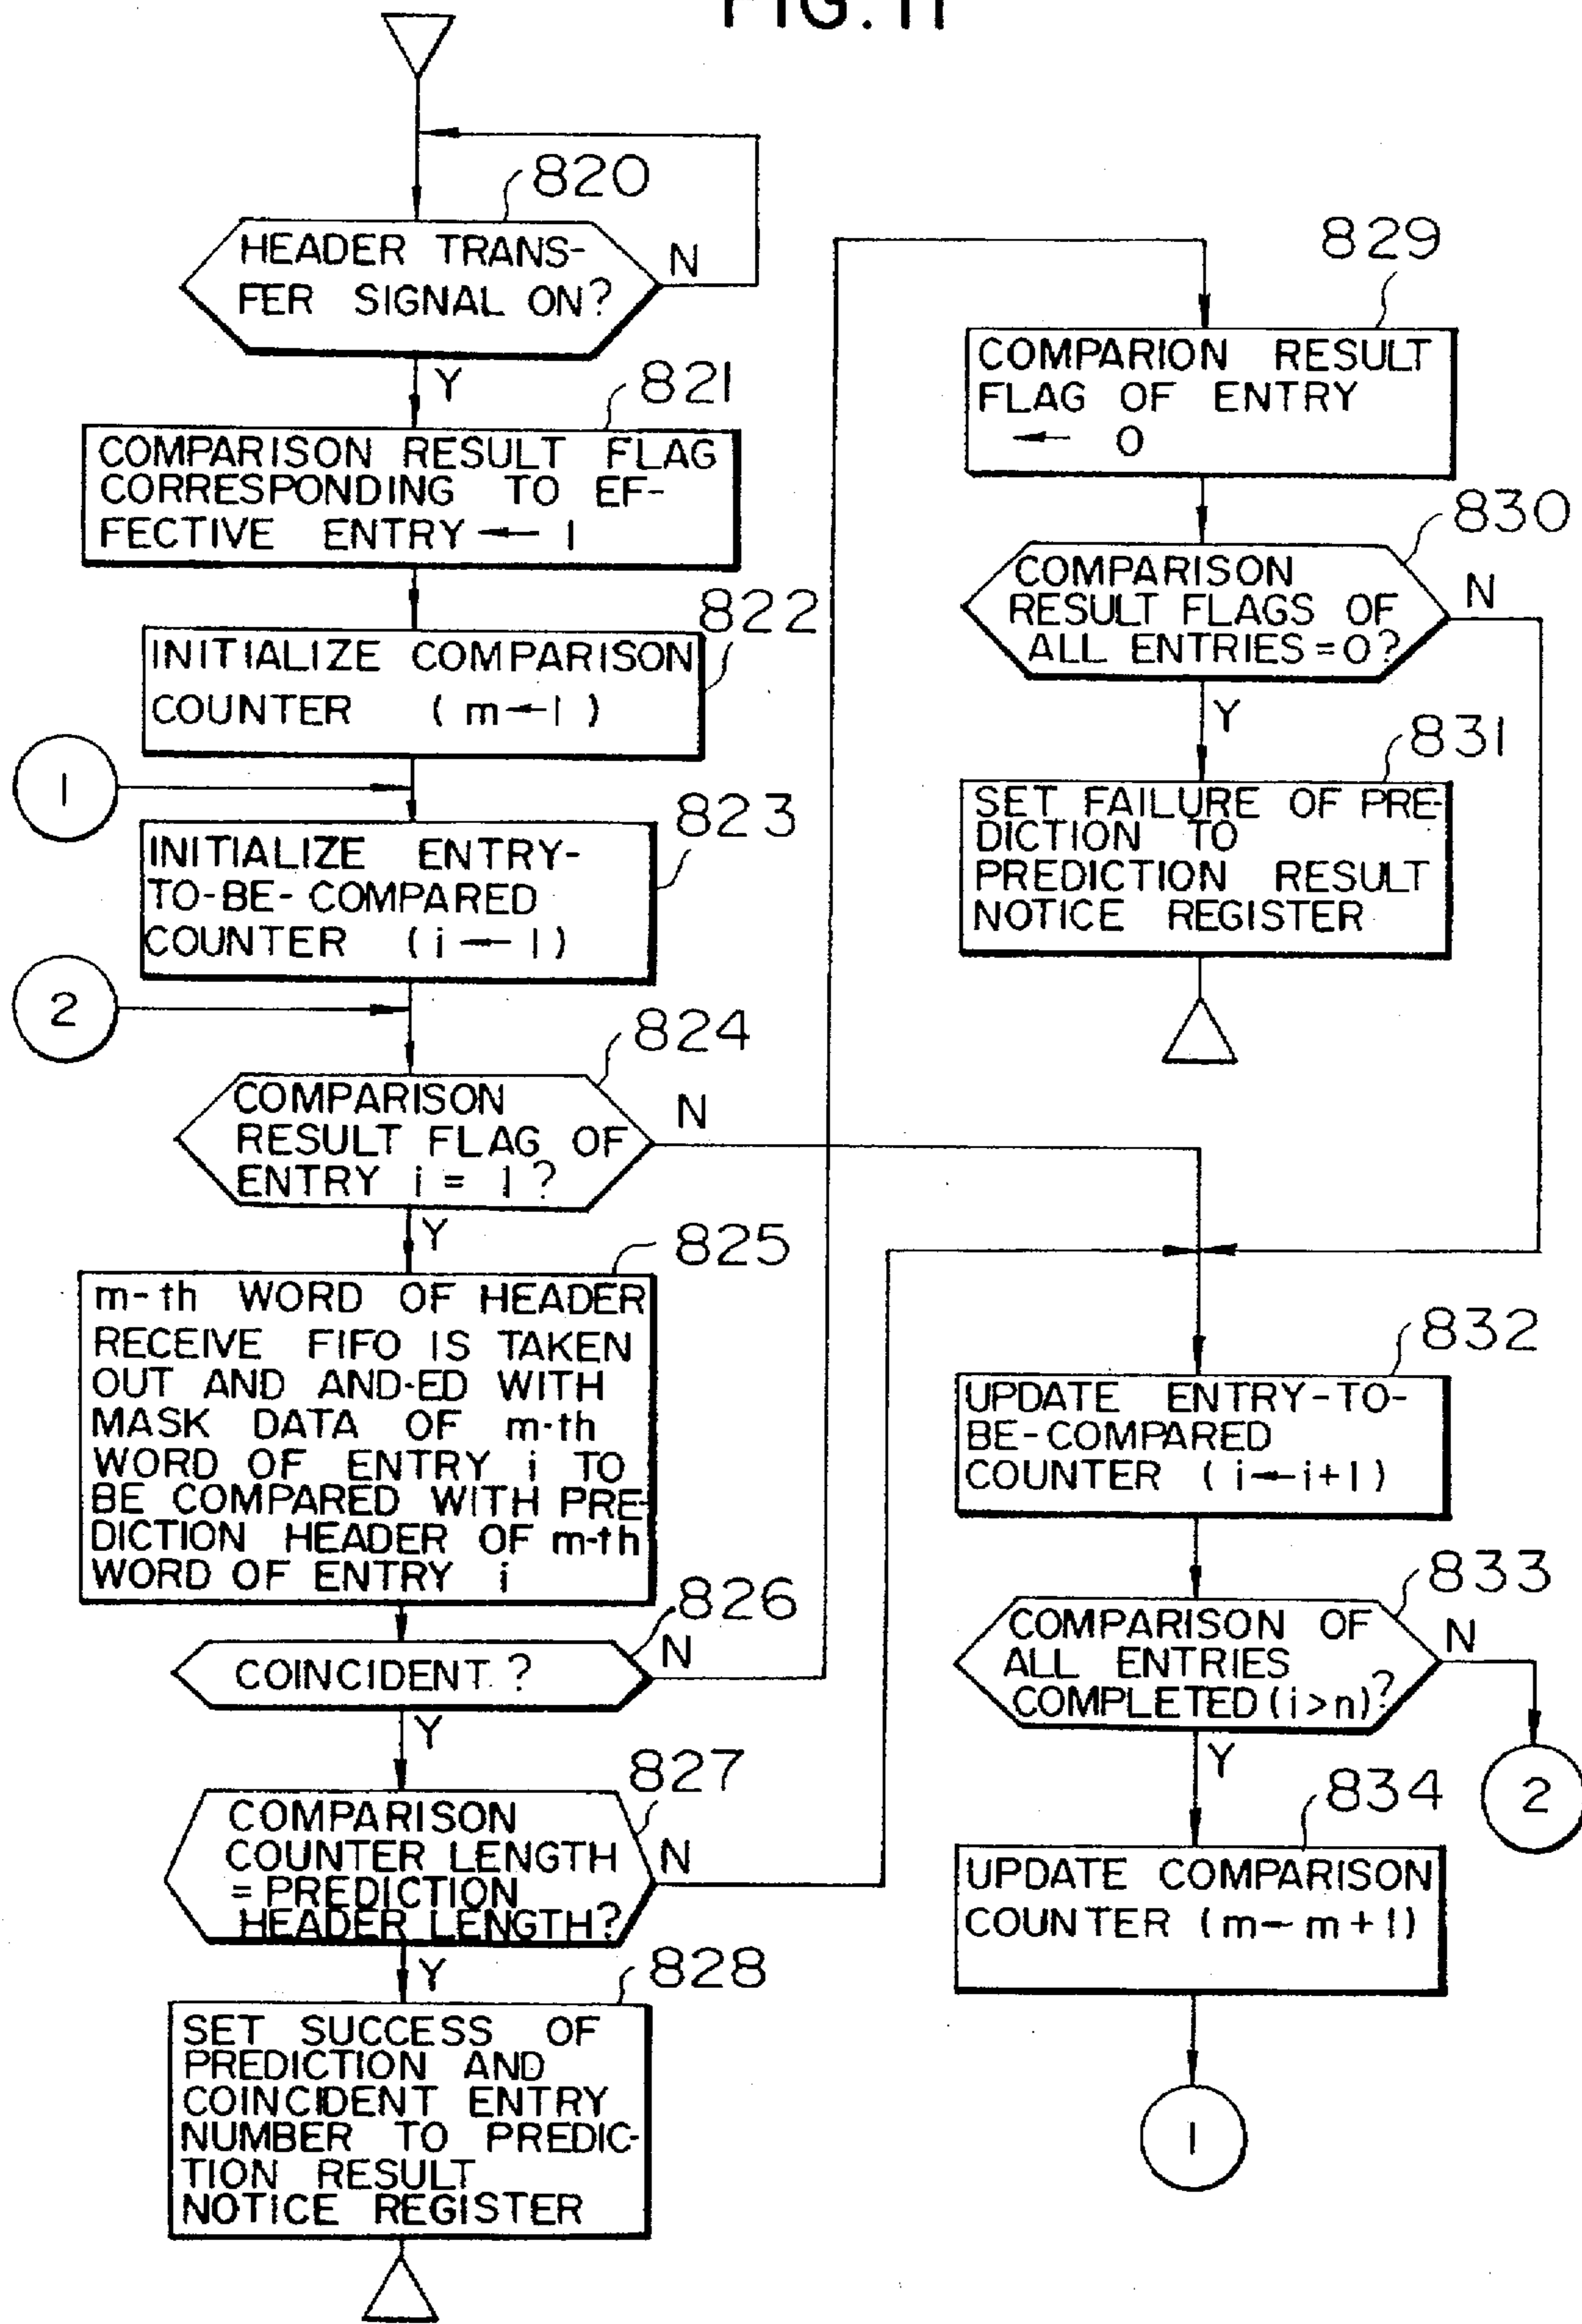 FIG. 11
820
HEADER TRANS-
FER SIGNAL ON?
N
Y
821
COMPARISON RESULT FLAG
CORRESPONDING TO EF-
FECTIVE ENTRY ← 1
822
INITIALIZE COMPARISON
COUNTER (m←1)
1
823
INITIALIZE ENTRY-
TO-BE-COMPARED
COUNTER (i←1)
2
824
COMPARISON
RESULT FLAG OF
ENTRY i = 1?
N
Y
825
m-th WORD OF HEADER
RECEIVE FIFO IS TAKEN
OUT AND AND-ED WITH
MASK DATA OF m-th
WORD OF ENTRY i TO
BE COMPARED WITH PRE-
DICTION HEADER OF m-th
WORD OF ENTRY i
826
COINCIDENT?
N
Y
827
COMPARISON
COUNTER LENGTH
= PREDICTION
HEADER LENGTH?
N
Y
828
SET SUCCESS OF
PREDICTION AND
COINCIDENT ENTRY
NUMBER TO PREDIC-
TION RESULT
NOTICE REGISTER
829
COMPARION RESULT
FLAG OF ENTRY
← 0
830
COMPARISON
RESULT FLAGS OF
ALL ENTRIES = 0?
N
Y
831
SET FAILURE OF PRE-
DICTION TO
PREDICTION RESULT
NOTICE REGISTER
832
UPDATE ENTRY-TO-
BE-COMPARED
COUNTER (i←i+1)
833
COMPARISON OF
ALL ENTRIES
COMPLETED (i>n)?
N
Y
2
834
UPDATE COMPARISON
COUNTER (m–m+1)
1